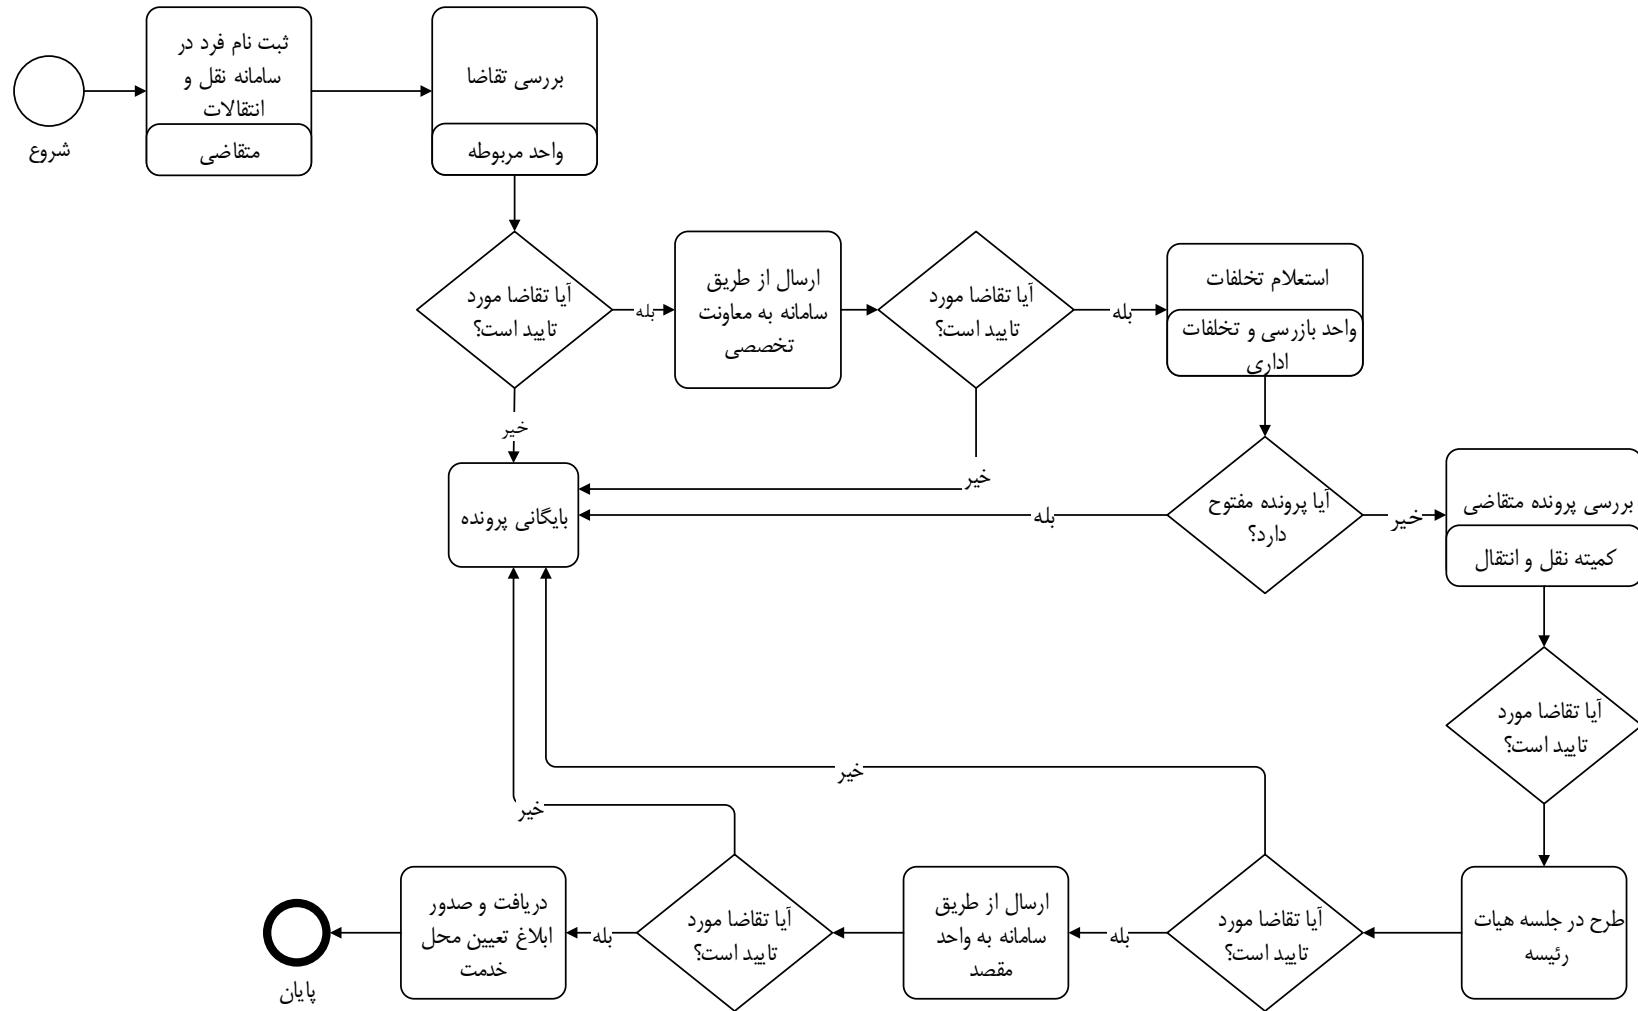 ثبت نام فرد در
سامانه نقل و
انتقالات
متقاضی
شروع
بررسی تقاضا
واحد مربوطه
آیا تقاضا مورد
تایید است؟
بله
خیر
ارسال از طریق
سامانه به معاونت
تخصصی
آیا تقاضا مورد
تایید است؟
بله
خیر
استعلام تخلفات
واحد بازرسی و تخلفات
اداری
آیا پرونده مفتوح
دارد؟
بله
خیر
بایگانی پرونده
بررسی پرونده متقاضی
کمیته نقل و انتقال
آیا تقاضا مورد
تایید است؟
طرح در جلسه هیات
رئیسه
آیا تقاضا مورد
تایید است؟
خیر
بله
ارسال از طریق
سامانه به واحد
مقصد
آیا تقاضا مورد
تایید است؟
خیر
بله
دریافت و صدور
ابلاغ تعیین محل
خدمت
پایان